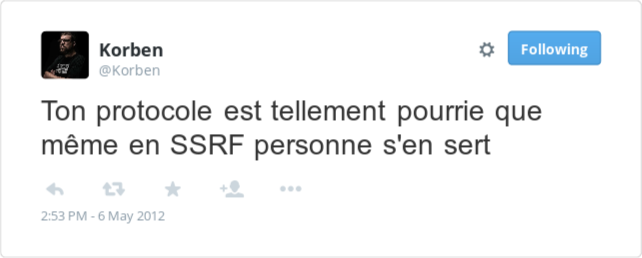 Korben
@Korben
Following
Ton protocole est tellement pourrie que
même en SSRF personne s'en sert
2:53 PM - 6 May 2012